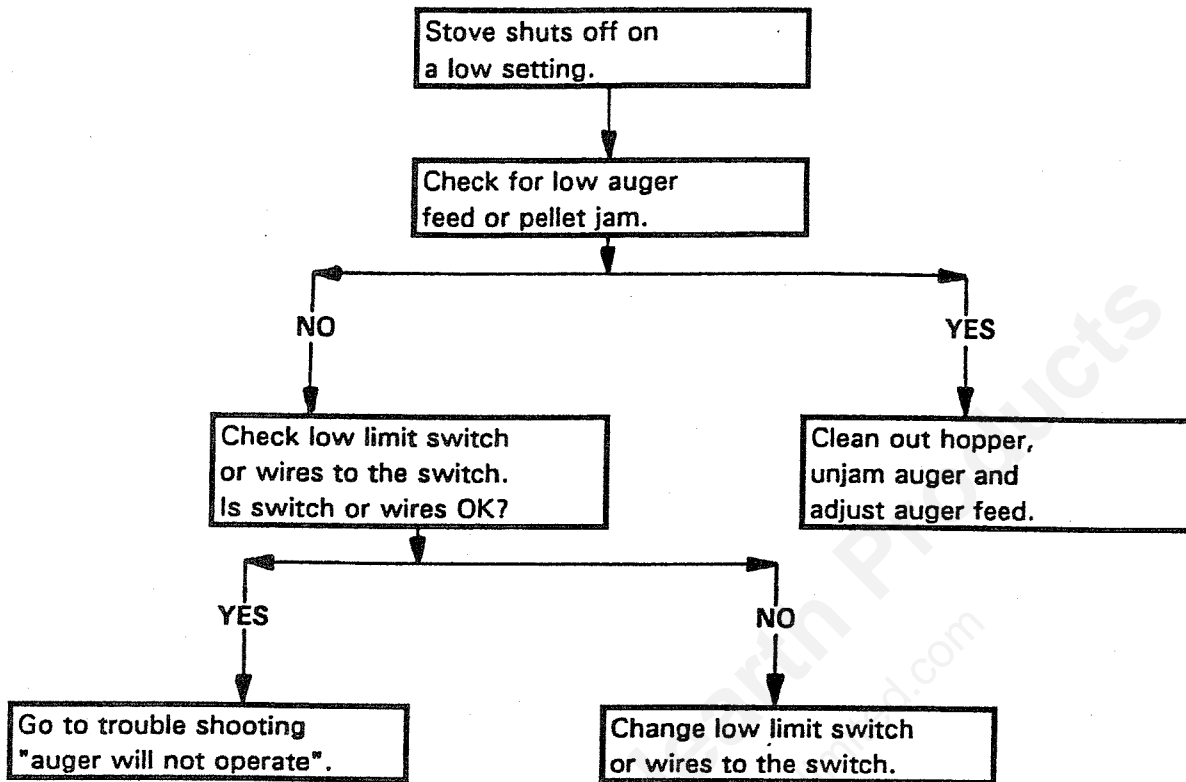 Stove shuts off on
a low setting.
Check for low auger
feed or pellet jam.
NO
YES
Check low limit switch
or wires to the switch.
Is switch or wires OK?
Clean out hopper,
unjam auger and
adjust auger feed.
YES
NO
Go to trouble shooting
"auger will not operate".
Change low limit switch
or wires to the switch.
Products